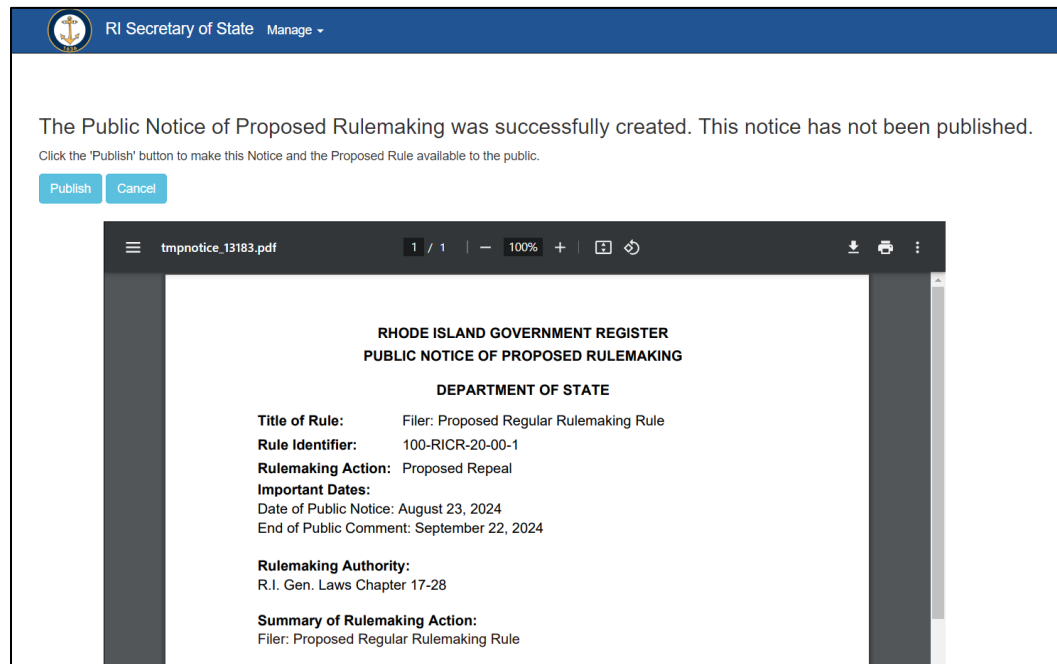 RI Secretary of State Manage
The Public Notice of Proposed Rulemaking was successfully created. This notice has not been published.
Click the 'Publish' button to make this Notice and the Proposed Rule available to the public.
Publish Cancel
tmpnotice_13183.pdf 1 / 1 100%
RHODE ISLAND GOVERNMENT REGISTER
PUBLIC NOTICE OF PROPOSED RULEMAKING
DEPARTMENT OF STATE
Title of Rule: Filer: Proposed Regular Rulemaking Rule
Rule Identifier: 100-RICR-20-00-1
Rulemaking Action: Proposed Repeal
Important Dates:
Date of Public Notice: August 23, 2024
End of Public Comment: September 22, 2024
Rulemaking Authority:
R.I. Gen. Laws Chapter 17-28
Summary of Rulemaking Action:
Filer: Proposed Regular Rulemaking Rule